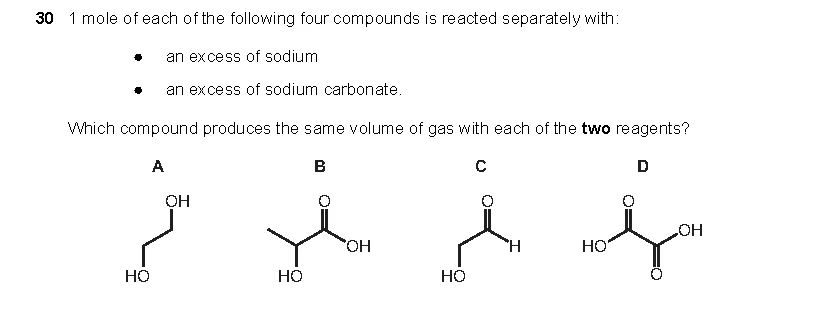 30 1 mole of each of the following four compounds is reacted separately with:
● an excess of sodium
● an excess of sodium carbonate.
Which compound produces the same volume of gas with each of the two reagents?
A B C D
OH O O O
OH H HO OH
HO HO HO O